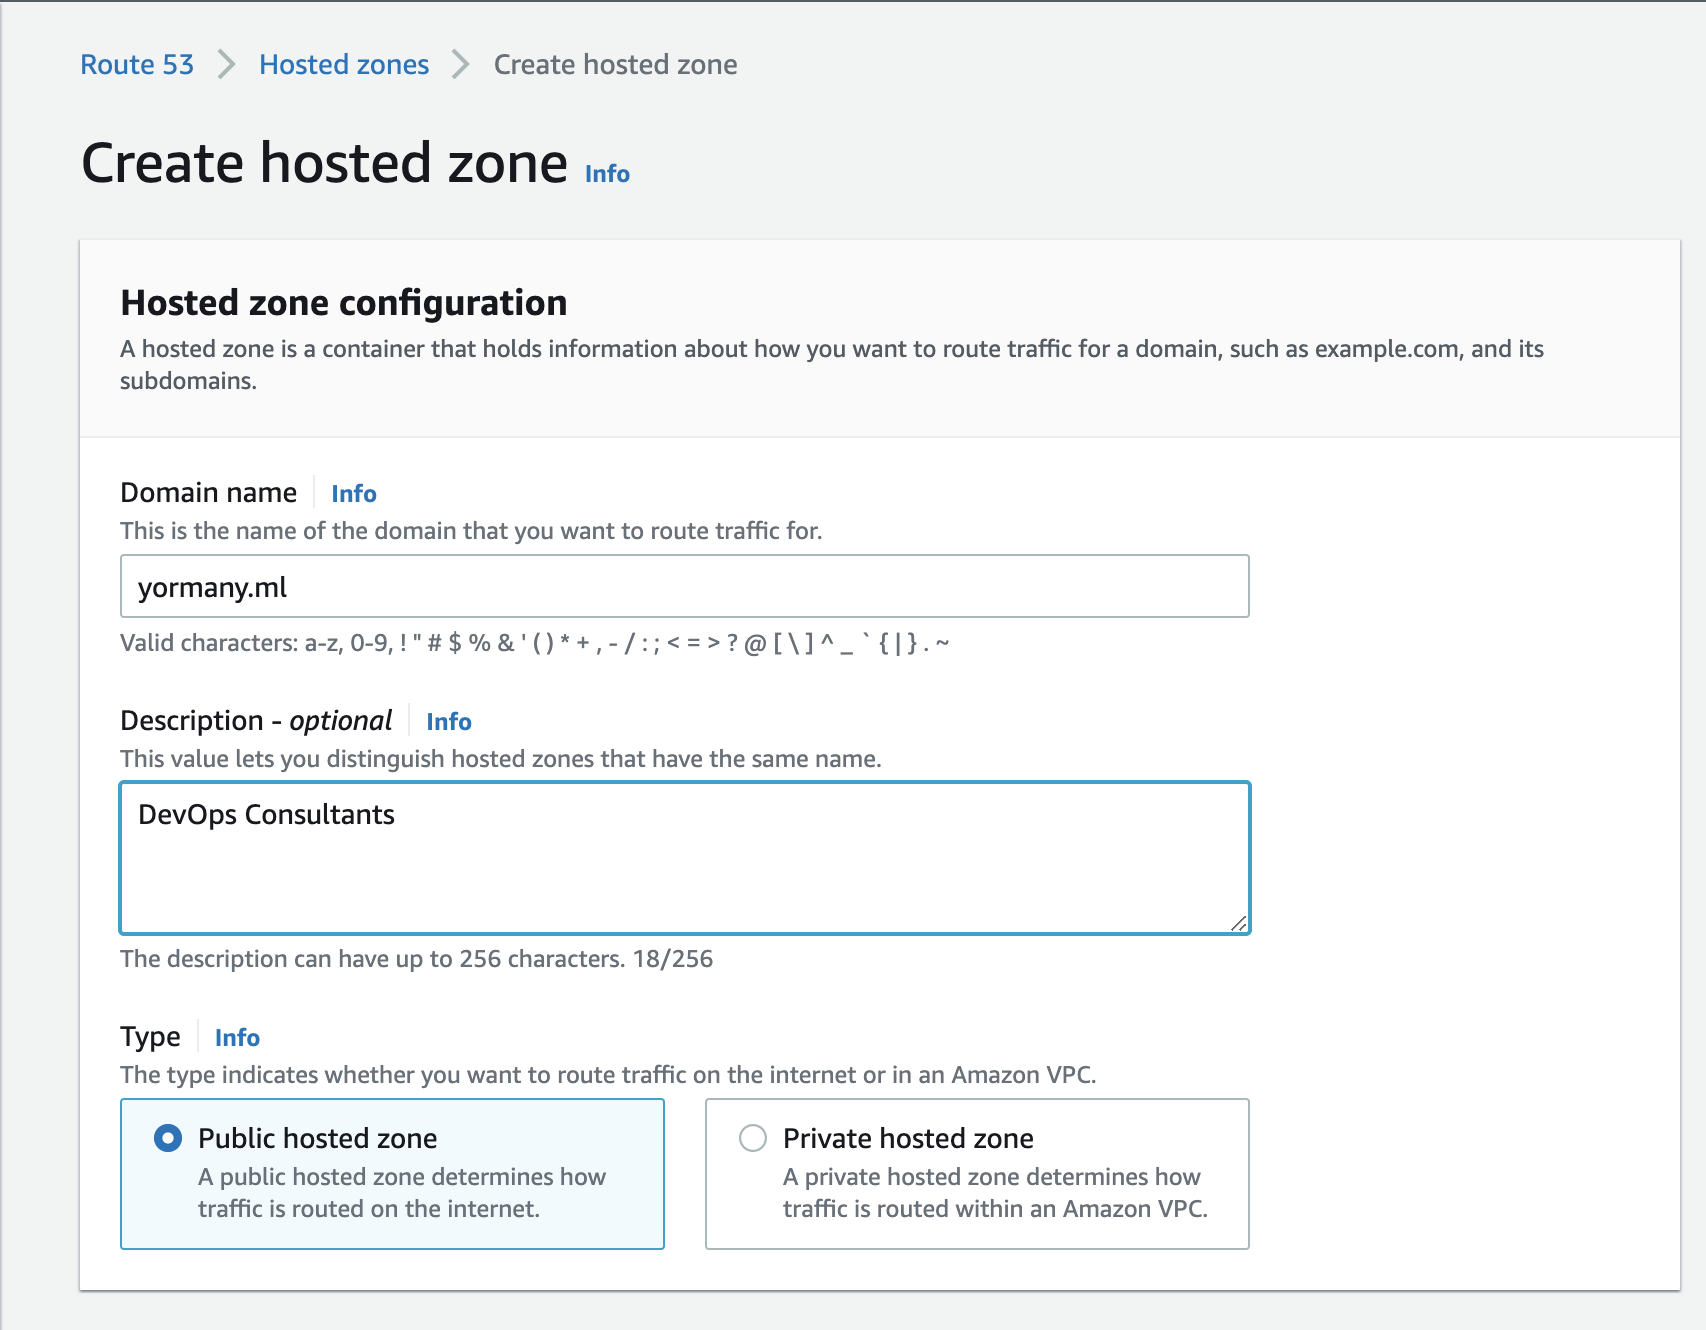 Route 53 > Hosted zones > Create hosted zone
Create hosted zone Info
Hosted zone configuration
A hosted zone is a container that holds information about how you want to route traffic for a domain, such as example.com, and its
subdomains.
Domain name Info
This is the name of the domain that you want to route traffic for.
yormany.ml
Valid characters: a-z, 0-9, ! " # $ % & ' ( ) * + , - / : ; < = > ? @ [ \ ] ^ _ ` { | } . ~
Description - optional Info
This value lets you distinguish hosted zones that have the same name.
DevOps Consultants
The description can have up to 256 characters. 18/256
Type Info
The type indicates whether you want to route traffic on the internet or in an Amazon VPC.
Public hosted zone
A public hosted zone determines how
traffic is routed on the internet.
Private hosted zone
A private hosted zone determines how
traffic is routed within an Amazon VPC.